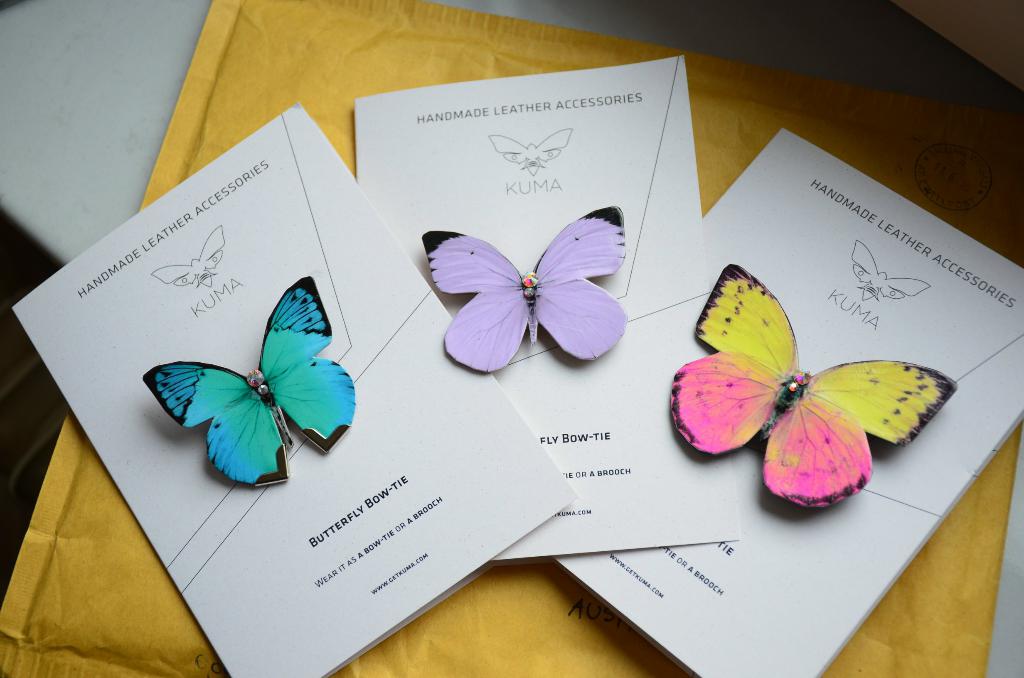 HANDMADE LEATHER ACCESSORIES
KUMA
BUTTERFLY BOW-TIE
WEAR IT AS A BOW-TIE OR A BROOCH
WWW.GETKUMA.COM
HANDMADE LEATHER ACCESSORIES
KUMA
FLY BOW-TIE
TIE OR A BROOCH
KUMA.COM
HANDMADE LEATHER ACCESSORIES
KUMA
TIE
TIE OR A BROOCH
WWW.GETKUMA.COM